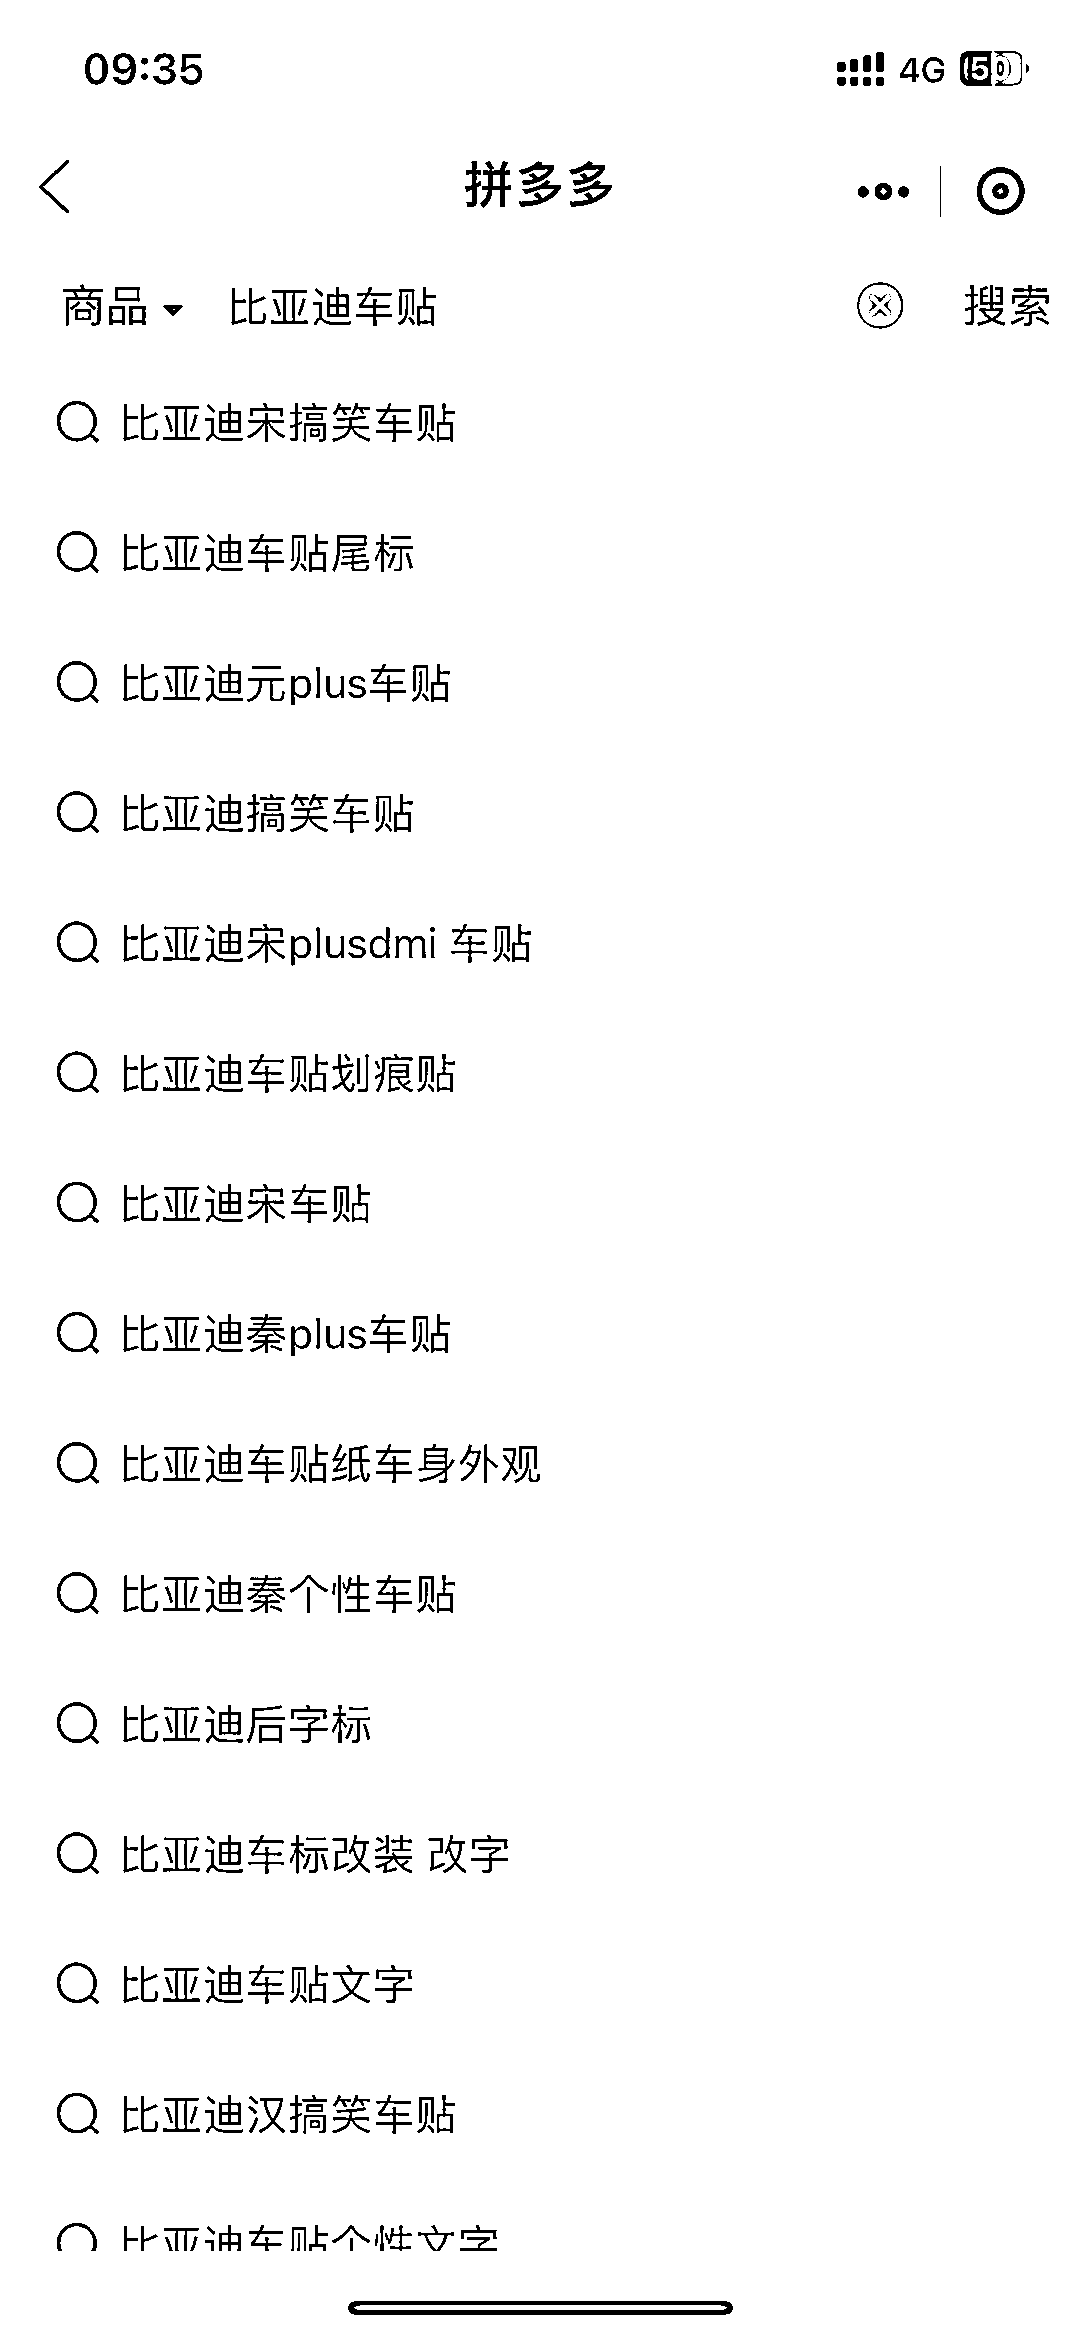 09:35
4G 50
拼多多
商品 比亚迪车贴 搜索
比亚迪宋搞笑车贴
比亚迪车贴尾标
比亚迪元plus车贴
比亚迪搞笑车贴
比亚迪宋plusdmi 车贴
比亚迪车贴划痕贴
比亚迪宋车贴
比亚迪秦plus车贴
比亚迪车贴纸车身外观
比亚迪秦个性车贴
比亚迪后字标
比亚迪车标改装 改字
比亚迪车贴文字
比亚迪汉搞笑车贴
比亚迪车贴个性文字